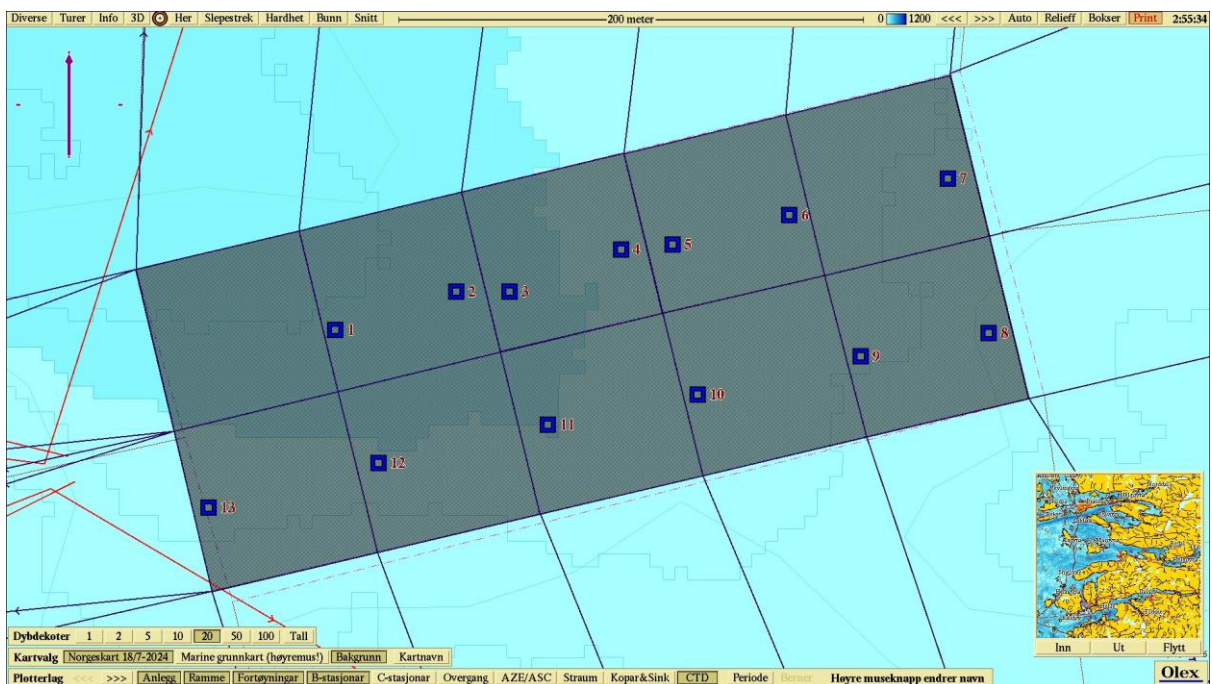 Diverse Turer Info 3D Her Slepestrek Hardhet Bunn Snitt 200 meter 0 1200 <<< >>> Auto Relieff Bokser Print 2:55:34
7
6
4 5
2 3
1
8
9
10
11
12
13
Inn Ut Flytt
Dybdekoter 1 2 5 10 20 50 100 Tall
Kartvalg Norgeskart 18/7-2024 Marine grunnkart (høyremus!) Bakgrunn Kartnavn
Plotterlag <<< >>> Anlegg Ramme Fortøyningar B-stasjonar C-stasjonar Overgang AZE/ASC Straum Kopar&Sink CTD Periode Berner Høyre museknapp endrer navn Olex